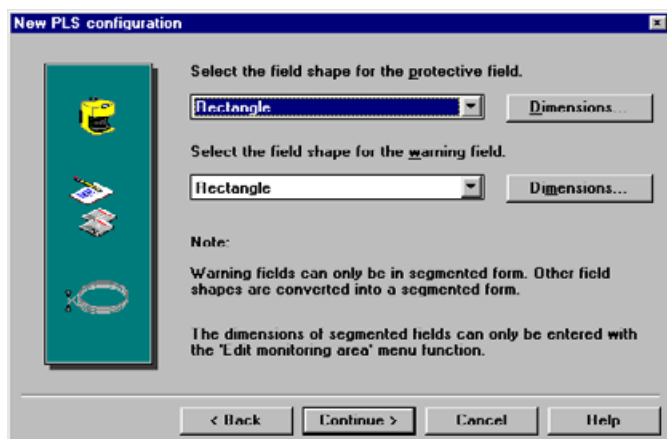 New PLS configuration
Select the field shape for the protective field.
Rectangle
Dimensions...
Select the field shape for the warning field.
Rectangle
Dimensions...
Note:
Warning fields can only be in segmented form. Other field
shapes are converted into a segmented form.
The dimensions of segmented fields can only be entered with
the 'Edit monitoring area' menu function.
< Back
Continue >
Cancel
Help